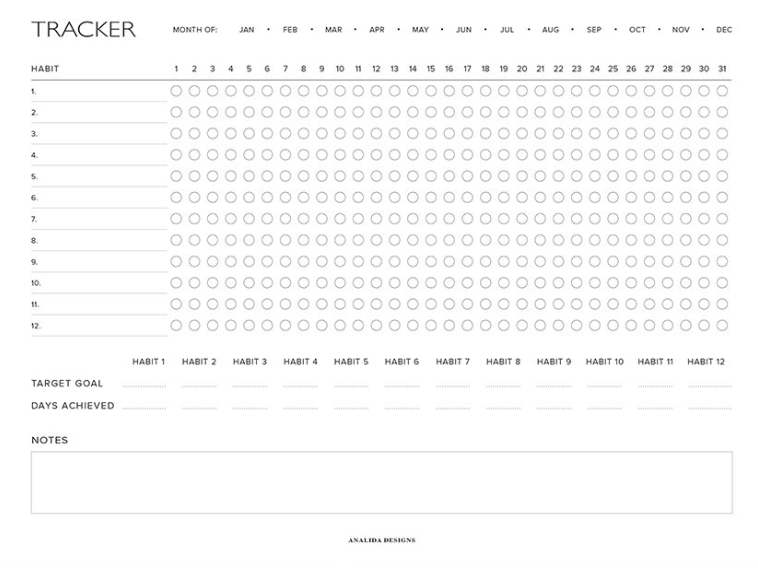 TRACKER MONTH OF: JAN • FEB • MAR • APR • MAY • JUN • JUL • AUG • SEP • OCT • NOV • DEC
HABIT 1 2 3 4 5 6 7 8 9 10 11 12 13 14 15 16 17 18 19 20 21 22 23 24 25 26 27 28 29 30 31
1.
2.
3.
4.
5.
6.
7.
8.
9.
10.
11.
12.
HABIT 1 HABIT 2 HABIT 3 HABIT 4 HABIT 5 HABIT 6 HABIT 7 HABIT 8 HABIT 9 HABIT 10 HABIT 11 HABIT 12
TARGET GOAL
DAYS ACHIEVED
NOTES
ANALIDA DESIGNS